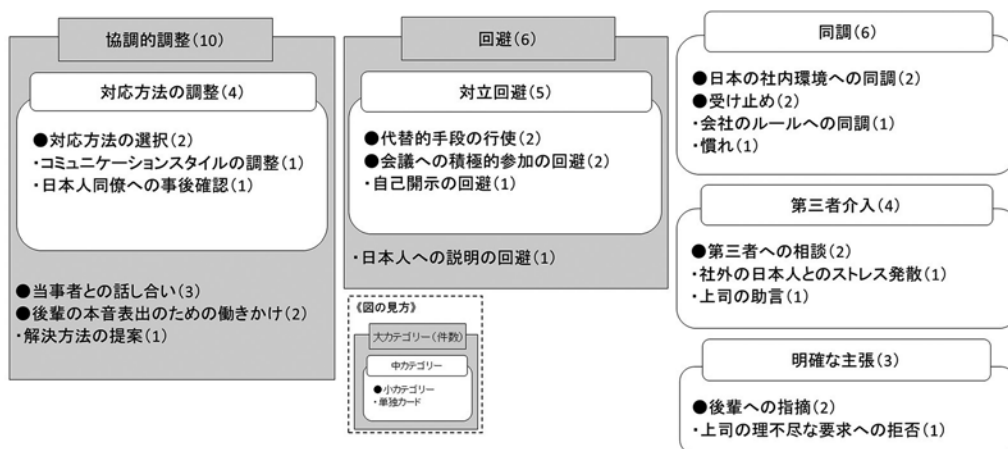 協調的調整(10)
対応方法の調整(4)
●対応方法の選択(2)
・コミュニケーションスタイルの調整(1)
・日本人同僚への事後確認(1)
●当事者との話し合い(3)
●後輩の本音表出のための働きかけ(2)
・解決方法の提案(1)
回避(6)
対立回避(5)
●代替的手段の行使(2)
●会議への積極的参加の回避(2)
・自己開示の回避(1)
・日本人への説明の回避(1)
《図の見方》
大カテゴリー(件数)
中カテゴリー
●小カテゴリー
・単独カード
同調(6)
●日本の社内環境への同調(2)
●受け止め(2)
・会社のルールへの同調(1)
・慣れ(1)
第三者介入(4)
●第三者への相談(2)
・社外の日本人とのストレス発散(1)
・上司の助言(1)
明確な主張(3)
●後輩への指摘(2)
・上司の理不尽な要求への拒否(1)